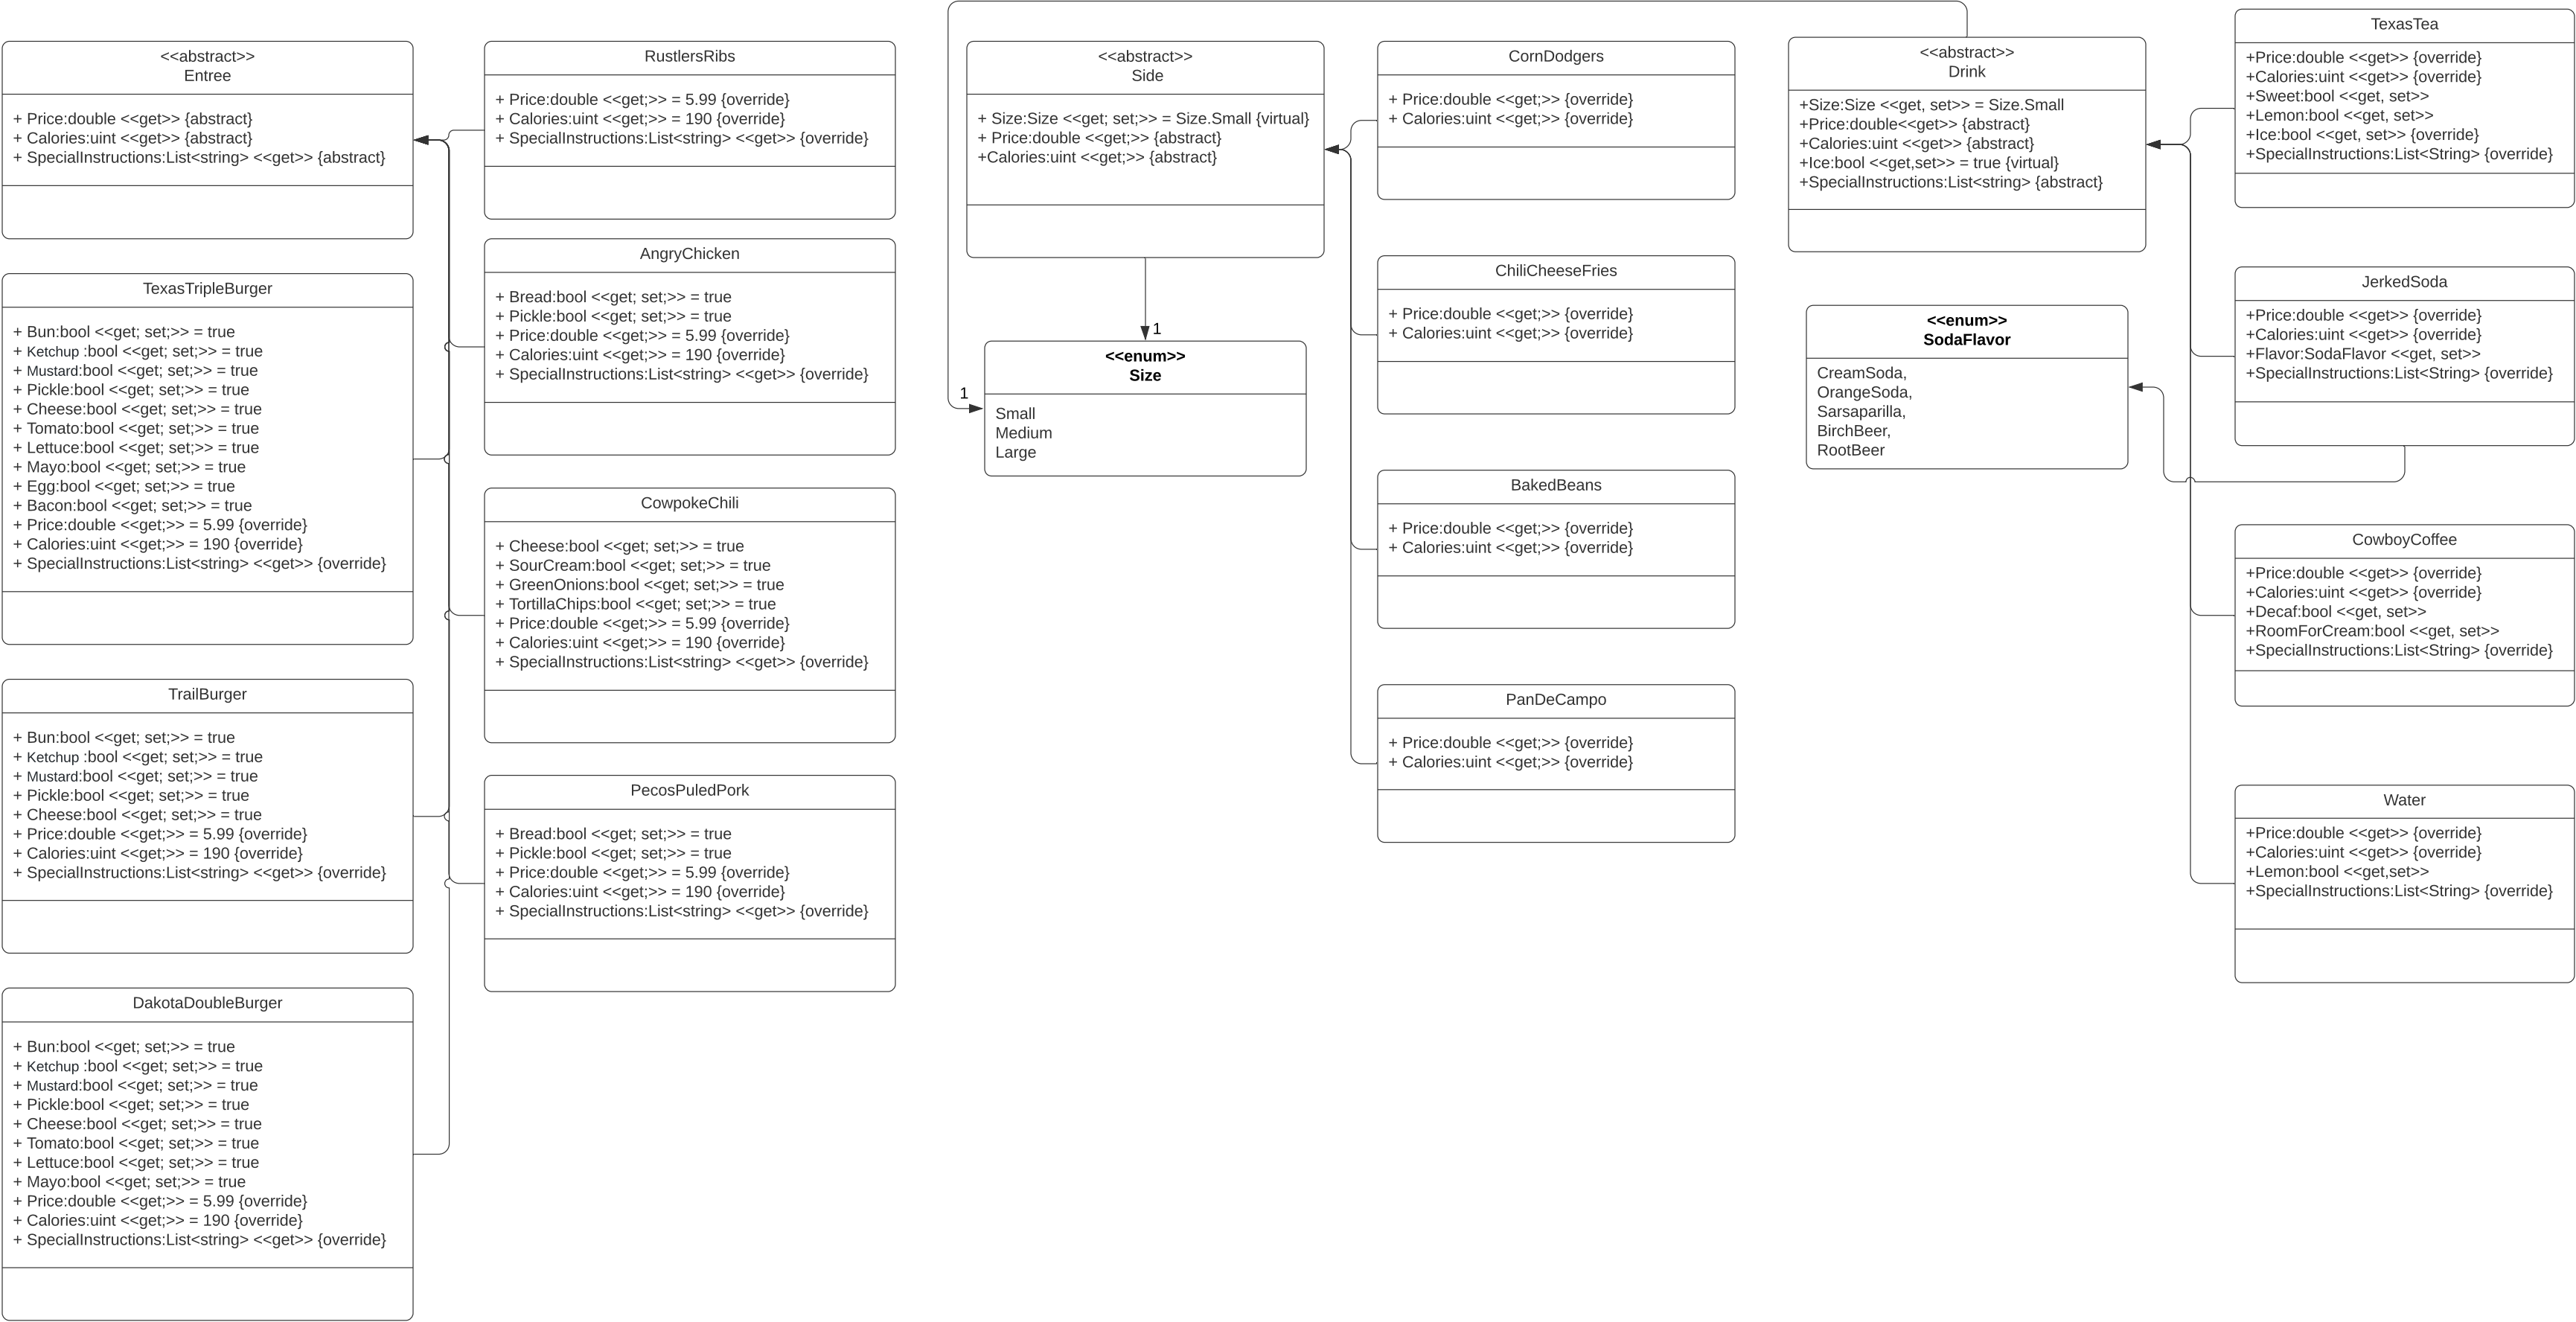 <<abstract>>
Entree
+ Price:double <<get>> {abstract}
+ Calories:uint <<get>> {abstract}
+ SpecialInstructions:List<string> <<get>> {abstract}
TexasTripleBurger
+ Bun:bool <<get; set;>> = true
+ Ketchup :bool <<get; set;>> = true
+ Mustard:bool <<get; set;>> = true
+ Pickle:bool <<get; set;>> = true
+ Cheese:bool <<get; set;>> = true
+ Tomato:bool <<get; set;>> = true
+ Lettuce:bool <<get; set;>> = true
+ Mayo:bool <<get; set;>> = true
+ Egg:bool <<get; set;>> = true
+ Bacon:bool <<get; set;>> = true
+ Price:double <<get;>> = 5.99 {override}
+ Calories:uint <<get;>> = 190 {override}
+ SpecialInstructions:List<string> <<get>> {override}
TrailBurger
+ Bun:bool <<get; set;>> = true
+ Ketchup :bool <<get; set;>> = true
+ Mustard:bool <<get; set;>> = true
+ Pickle:bool <<get; set;>> = true
+ Cheese:bool <<get; set;>> = true
+ Price:double <<get;>> = 5.99 {override}
+ Calories:uint <<get;>> = 190 {override}
+ SpecialInstructions:List<string> <<get>> {override}
DakotaDoubleBurger
+ Bun:bool <<get; set;>> = true
+ Ketchup :bool <<get; set;>> = true
+ Mustard:bool <<get; set;>> = true
+ Pickle:bool <<get; set;>> = true
+ Cheese:bool <<get; set;>> = true
+ Tomato:bool <<get; set;>> = true
+ Lettuce:bool <<get; set;>> = true
+ Mayo:bool <<get; set;>> = true
+ Price:double <<get;>> = 5.99 {override}
+ Calories:uint <<get;>> = 190 {override}
+ SpecialInstructions:List<string> <<get>> {override}
RustlersRibs
+ Price:double <<get;>> = 5.99 {override}
+ Calories:uint <<get;>> = 190 {override}
+ SpecialInstructions:List<string> <<get>> {override}
AngryChicken
+ Bread:bool <<get; set;>> = true
+ Pickle:bool <<get; set;>> = true
+ Price:double <<get;>> = 5.99 {override}
+ Calories:uint <<get;>> = 190 {override}
+ SpecialInstructions:List<string> <<get>> {override}
CowpokeChili
+ Cheese:bool <<get; set;>> = true
+ SourCream:bool <<get; set;>> = true
+ GreenOnions:bool <<get; set;>> = true
+ TortillaChips:bool <<get; set;>> = true
+ Price:double <<get;>> = 5.99 {override}
+ Calories:uint <<get;>> = 190 {override}
+ SpecialInstructions:List<string> <<get>> {override}
PecosPuledPork
+ Bread:bool <<get; set;>> = true
+ Pickle:bool <<get; set;>> = true
+ Price:double <<get;>> = 5.99 {override}
+ Calories:uint <<get;>> = 190 {override}
+ SpecialInstructions:List<string> <<get>> {override}
<<abstract>>
Side
+ Size:Size <<get; set;>> = Size.Small {virtual}
+ Price:double <<get;>> {abstract}
+Calories:uint <<get;>> {abstract}
1
<<enum>>
Size
1
Small
Medium
Large
CornDodgers
+ Price:double <<get;>> {override}
+ Calories:uint <<get;>> {override}
ChiliCheeseFries
+ Price:double <<get;>> {override}
+ Calories:uint <<get;>> {override}
BakedBeans
+ Price:double <<get;>> {override}
+ Calories:uint <<get;>> {override}
PanDeCampo
+ Price:double <<get;>> {override}
+ Calories:uint <<get;>> {override}
<<abstract>>
Drink
+Size:Size <<get, set>> = Size.Small
+Price:double<<get>> {abstract}
+Calories:uint <<get>> {abstract}
+Ice:bool <<get,set>> = true {virtual}
+SpecialInstructions:List<string> {abstract}
<<enum>>
SodaFlavor
CreamSoda,
OrangeSoda,
Sarsaparilla,
BirchBeer,
RootBeer
TexasTea
+Price:double <<get>> {override}
+Calories:uint <<get>> {override}
+Sweet:bool <<get, set>>
+Lemon:bool <<get, set>>
+Ice:bool <<get, set>> {override}
+SpecialInstructions:List<String> {override}
JerkedSoda
+Price:double <<get>> {override}
+Calories:uint <<get>> {override}
+Flavor:SodaFlavor <<get, set>>
+SpecialInstructions:List<String> {override}
CowboyCoffee
+Price:double <<get>> {override}
+Calories:uint <<get>> {override}
+Decaf:bool <<get, set>>
+RoomForCream:bool <<get, set>>
+SpecialInstructions:List<String> {override}
Water
+Price:double <<get>> {override}
+Calories:uint <<get>> {override}
+Lemon:bool <<get,set>>
+SpecialInstructions:List<String> {override}